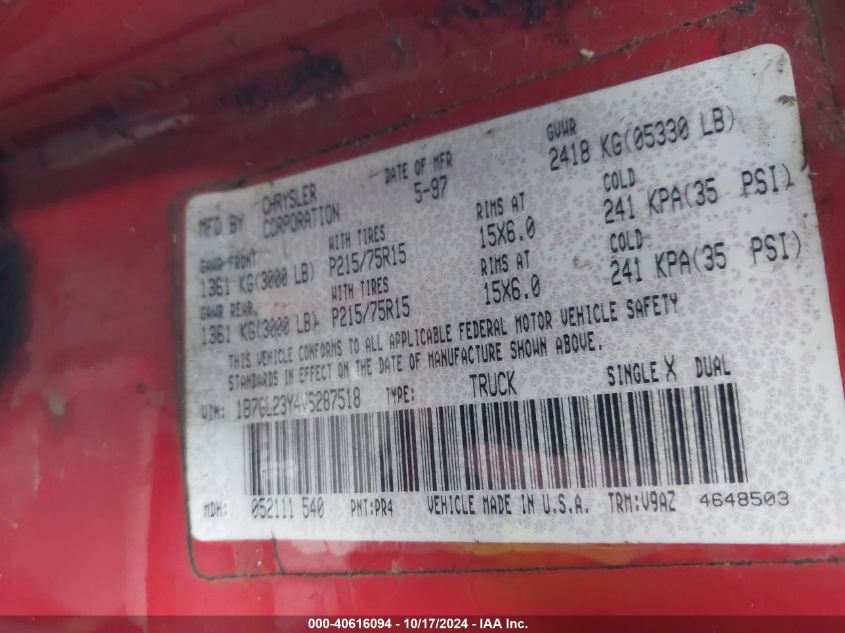 MFD BY CHRYSLER CORPORATION DATE OF MFR 5-97 GVWR 2418 KG(05330 LB)
GAWR FRONT 1361 KG(3000 LB) WITH TIRES P215/75R15 RIMS AT 15X6.0 COLD 241 KPA(35 PSI)
GAWR REAR 1361 KG(3000 LB) WITH TIRES P215/75R15 RIMS AT 15X6.0 COLD 241 KPA(35 PSI)
THIS VEHICLE CONFORMS TO ALL APPLICABLE FEDERAL MOTOR VEHICLE SAFETY
STANDARDS IN EFFECT ON THE DATE OF MANUFACTURE SHOWN ABOVE.
VIN: 1B7GL23Y4VS287518 TYPE: TRUCK SINGLE X DUAL
MDH: 052111 540 PNT:PR4 VEHICLE MADE IN U.S.A. TRM:V9AZ 4648503
000-40616094 - 10/17/2024 - IAA Inc.